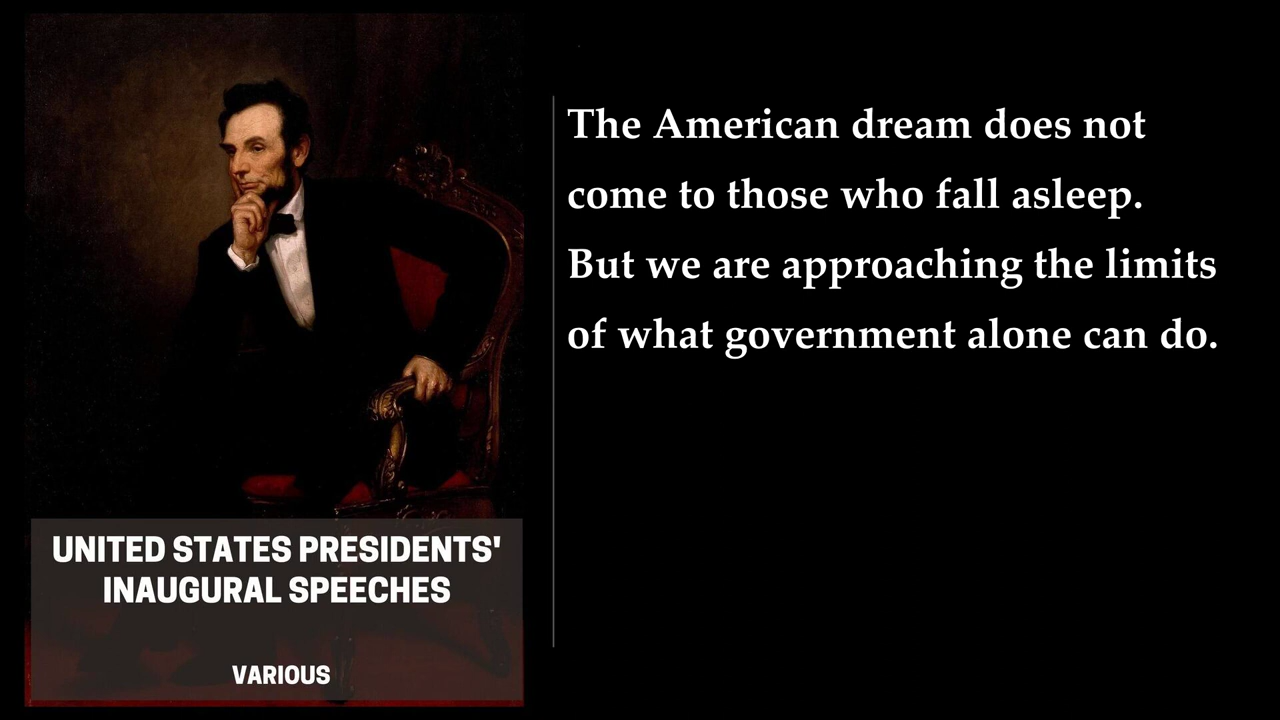 The American dream does not
come to those who fall asleep.
But we are approaching the limits
of what government alone can do.
UNITED STATES PRESIDENTS'
INAUGURAL SPEECHES
VARIOUS